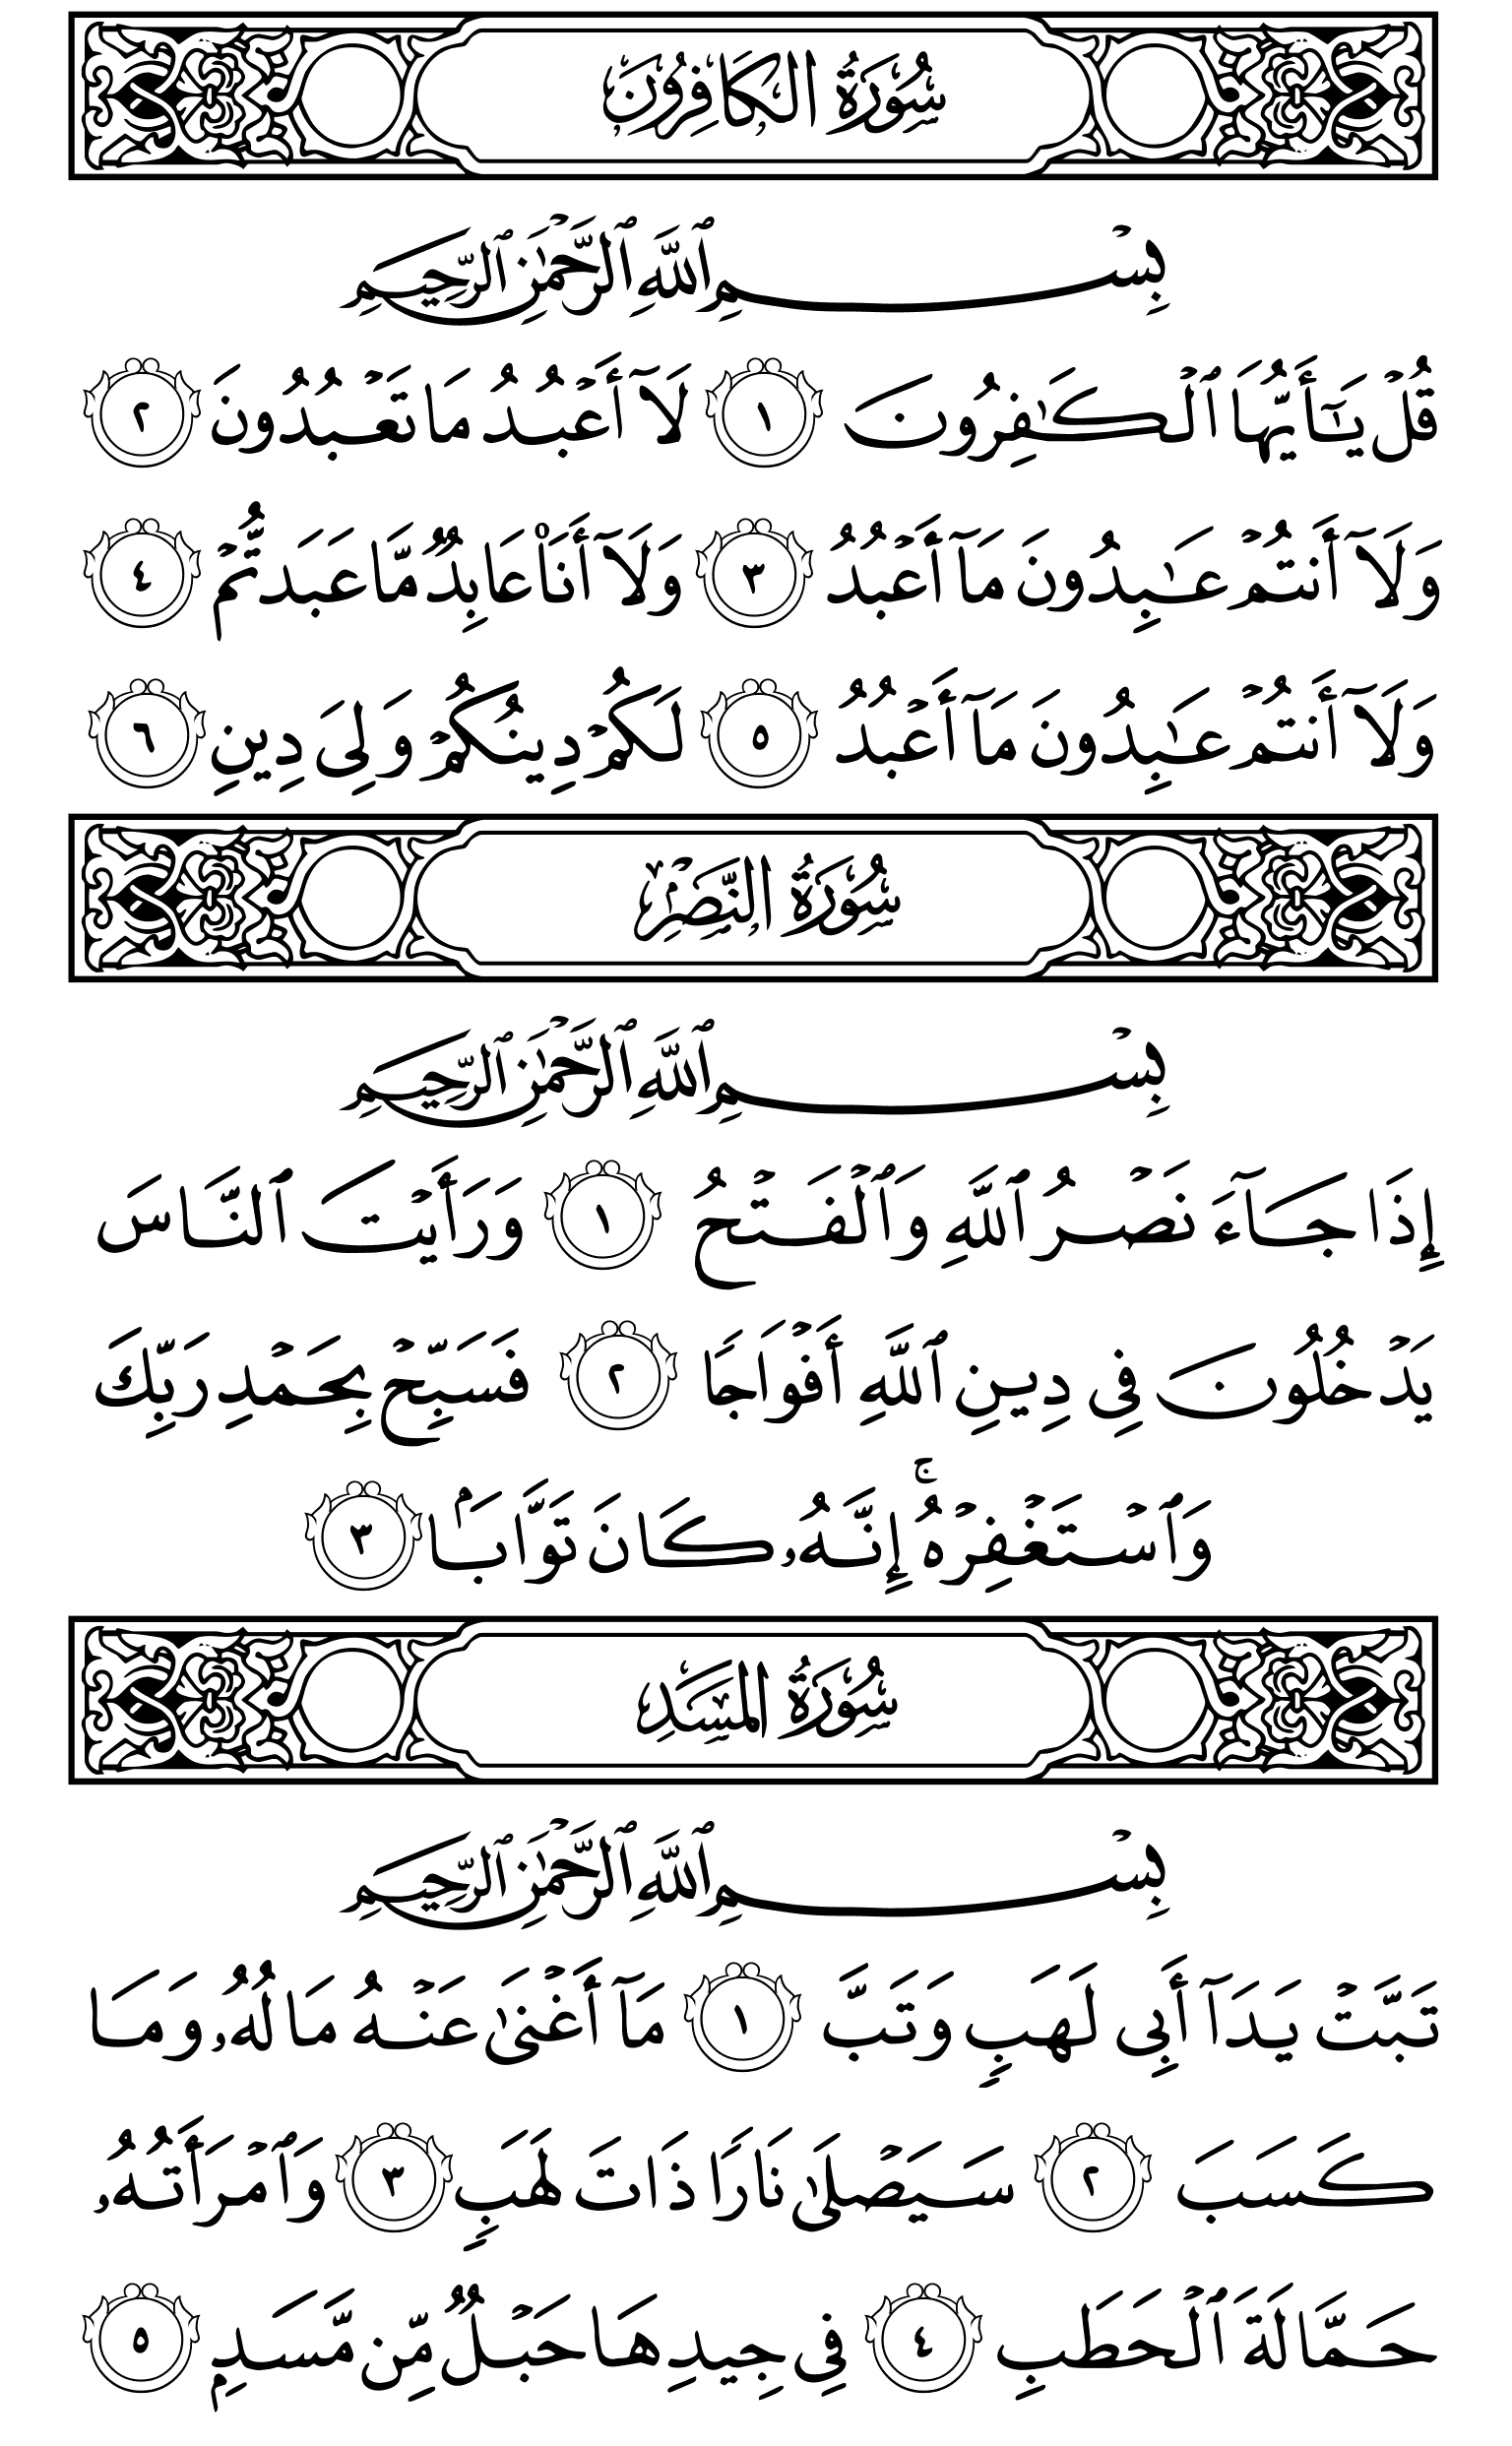 سُورَةُ الكَافِرُونَ
بِسۡمِ ٱللَّهِ ٱلرَّحۡمَٰنِ ٱلرَّحِيمِ
قُلۡ يَٰٓأَيُّهَا ٱلۡكَٰفِرُونَ ١ لَآ أَعۡبُدُ مَا تَعۡبُدُونَ ٢
وَلَآ أَنتُمۡ عَٰبِدُونَ مَآ أَعۡبُدُ ٣ وَلَآ أَنَا۠ عَابِدٞ مَّا عَبَدتُّمۡ ٤
وَلَآ أَنتُمۡ عَٰبِدُونَ مَآ أَعۡبُدُ ٥ لَكُمۡ دِينُكُمۡ وَلِيَ دِينِ ٦
سُورَةُ النَّصۡرِ
بِسۡمِ ٱللَّهِ ٱلرَّحۡمَٰنِ ٱلرَّحِيمِ
إِذَا جَآءَ نَصۡرُ ٱللَّهِ وَٱلۡفَتۡحُ ١ وَرَأَيۡتَ ٱلنَّاسَ
يَدۡخُلُونَ فِي دِينِ ٱللَّهِ أَفۡوَاجٗا ٢ فَسَبِّحۡ بِحَمۡدِ رَبِّكَ
وَٱسۡتَغۡفِرۡهُۚ إِنَّهُۥ كَانَ تَوَّابَۢا ٣
سُورَةُ المَسَدِ
بِسۡمِ ٱللَّهِ ٱلرَّحۡمَٰنِ ٱلرَّحِيمِ
تَبَّتۡ يَدَآ أَبِي لَهَبٖ وَتَبَّ ١ مَآ أَغۡنَىٰ عَنۡهُ مَالُهُۥ وَمَا
كَسَبَ ٢ سَيَصۡلَىٰ نَارٗا ذَاتَ لَهَبٖ ٣ وَٱمۡرَأَتُهُۥ
حَمَّالَةَ ٱلۡحَطَبِ ٤ فِي جِيدِهَا حَبۡلٞ مِّن مَّسَدِۭ ٥